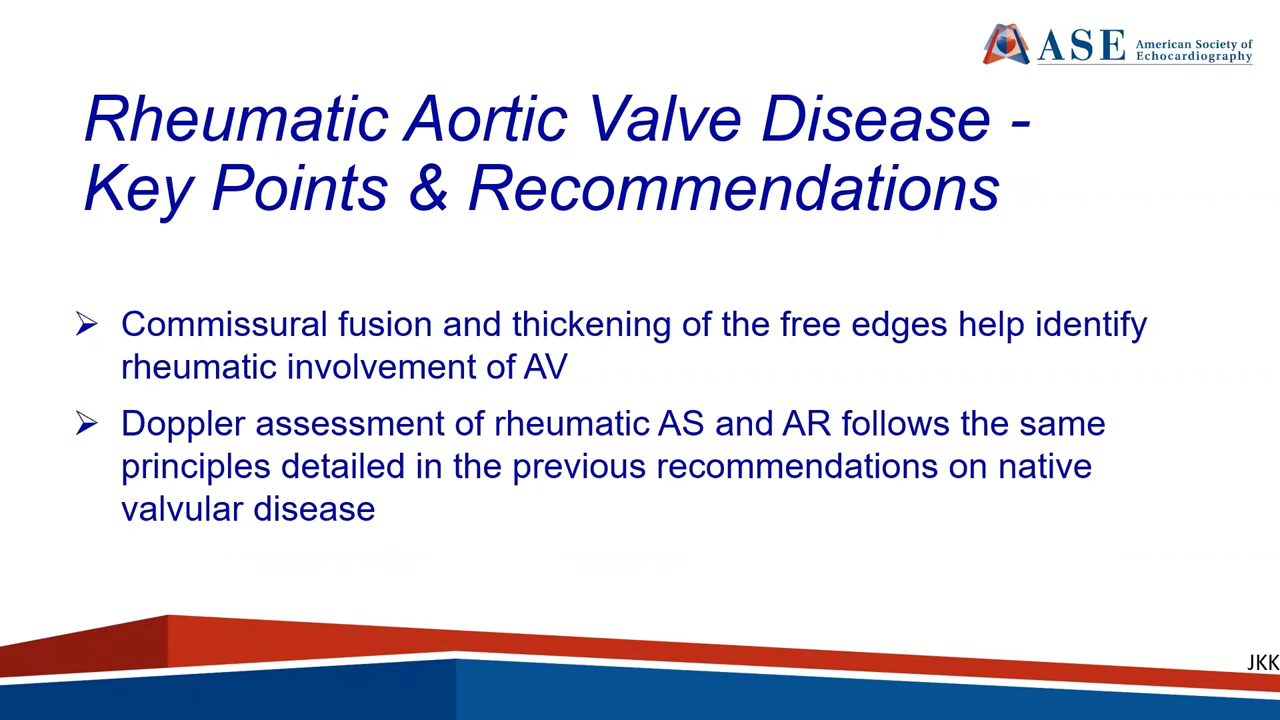 ASE American Society of Echocardiography
Rheumatic Aortic Valve Disease -
Key Points & Recommendations
➢ Commissural fusion and thickening of the free edges help identify
rheumatic involvement of AV
➢ Doppler assessment of rheumatic AS and AR follows the same
principles detailed in the previous recommendations on native
valvular disease
JKK